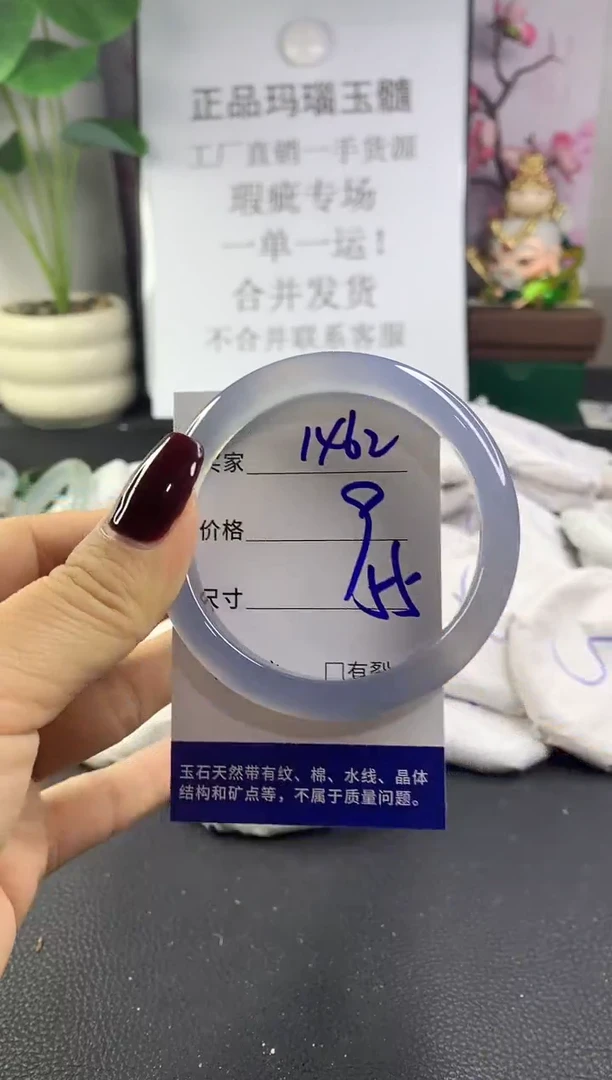 正品玛瑙玉髓
工厂直销一手货源
瑕疵专场
一单一运!
合并发货
不合并联系客服
家 1462
价格
尺寸
口有裂
玉石天然带有纹、棉、水线、晶体
结构和矿点等，不属于质量问题。